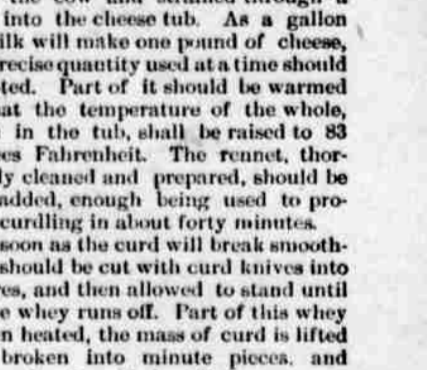 the cow and strained through a
into the cheese tub. As a gallon
ilk will make one pound of cheese,
recise quantity used at a time should
ted. Part of it should be warmed
at the temperature of the whole,
in the tub, shall be raised to 83
es Fahrenheit. The rennet, thor-
ly cleaned and prepared, should be
added, enough being used to pro-
curdling in about forty minutes.
soon as the curd will break smooth-
should be cut with curd knives into
es, and then allowed to stand until
e whey runs off. Part of this whey
n heated, the mass of curd is lifted
broken into minute pieces, and